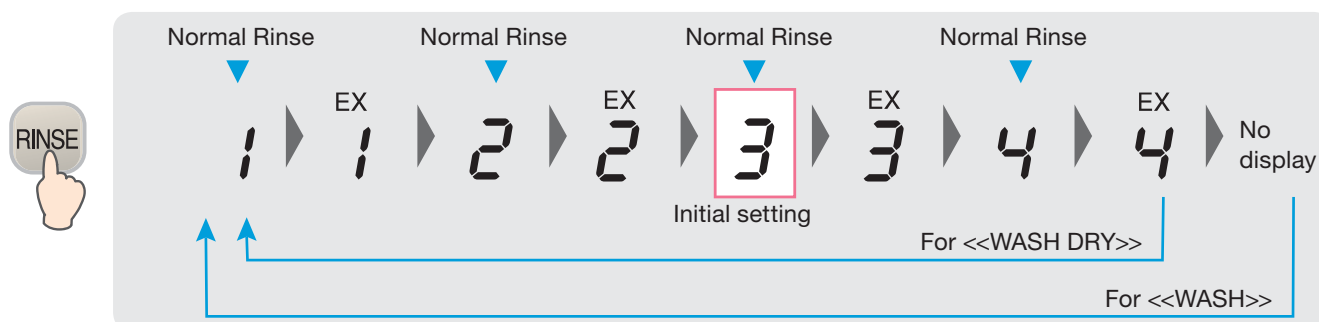 Normal Rinse Normal Rinse Normal Rinse Normal Rinse
EX EX EX EX
RINSE
1 1 2 2 3 3 4 4 No
display
Initial setting
For <<WASH DRY>>
For <<WASH>>